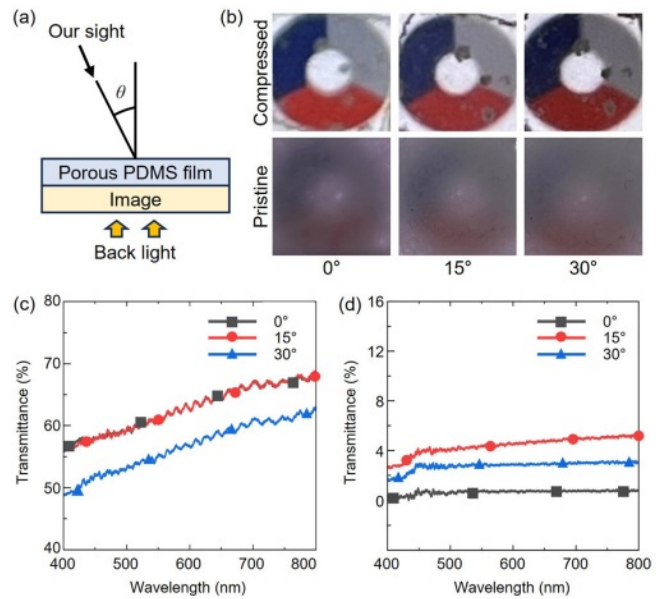 (a)
Our sight
θ
Porous PDMS film
Image
Back light
(b)
Compressed
Pristine
0° 15° 30°
(c)
0°
15°
30°
Transmittance (%)
80
70
60
50
40
400 500 600 700 800
Wavelength (nm)
(d)
0°
15°
30°
Transmittance (%)
16
12
8
4
0
400 500 600 700 800
Wavelength (nm)